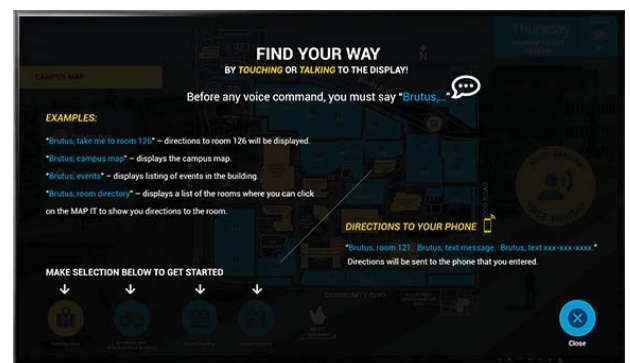 Thursday
FIND YOUR WAY
BY TOUCHING OR TALKING TO THE DISPLAY!
N
CAMPUS MAP
Before any voice command, you must say “Brutus,...”
EXAMPLES:
“Brutus, take me to room 126” – directions to room 126 will be displayed.
“Brutus, campus map” – displays the campus map.
“Brutus, events” – displays listing of events in the building.
“Brutus, room directory” – displays a list of the rooms where you can click
on the MAP IT to show you directions to the room.
DIRECTIONS TO YOUR PHONE
“Brutus, room 121. Brutus, text message. Brutus, text xxx-xxx-xxxx.”
Directions will be sent to the phone that you entered.
MAKE SELECTION BELOW TO GET STARTED
COMMUNITY BLVD
Close